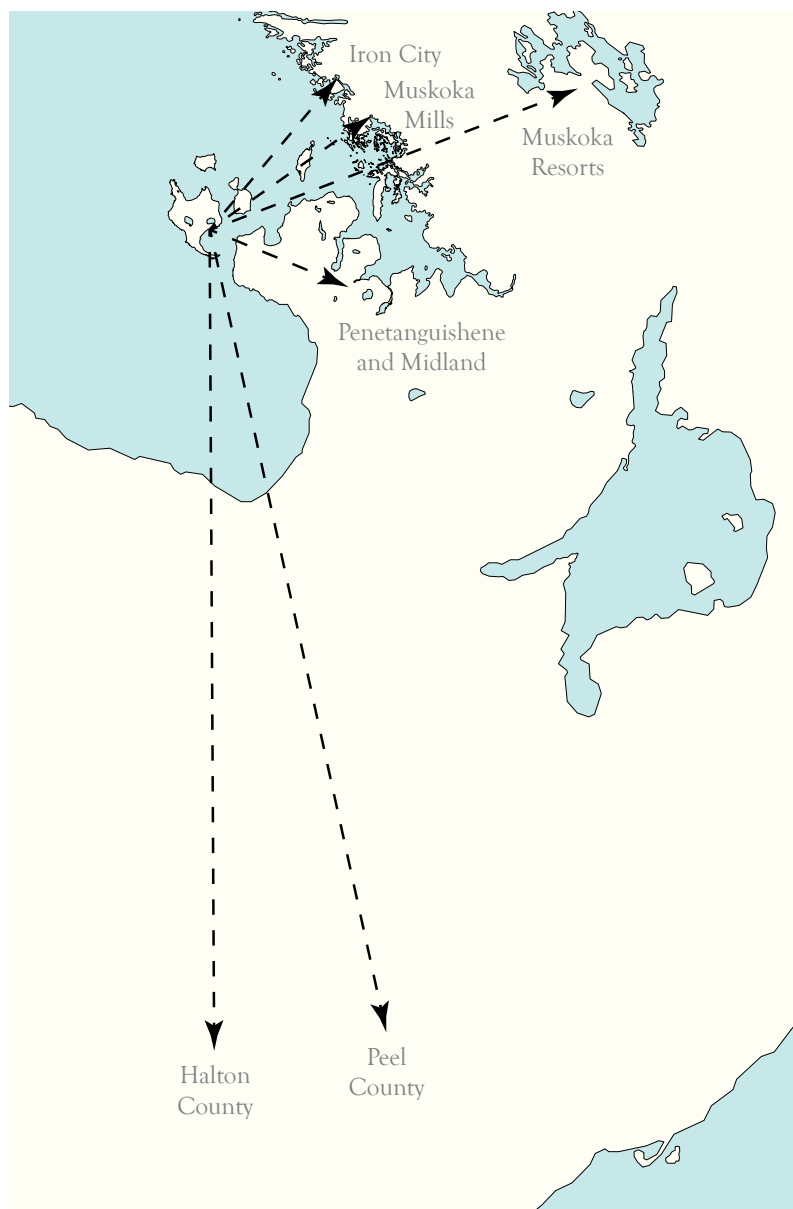 Iron City
Muskoka
Mills
Muskoka
Resorts
Penetanguishene
and Midland
Peel
County
Halton
County